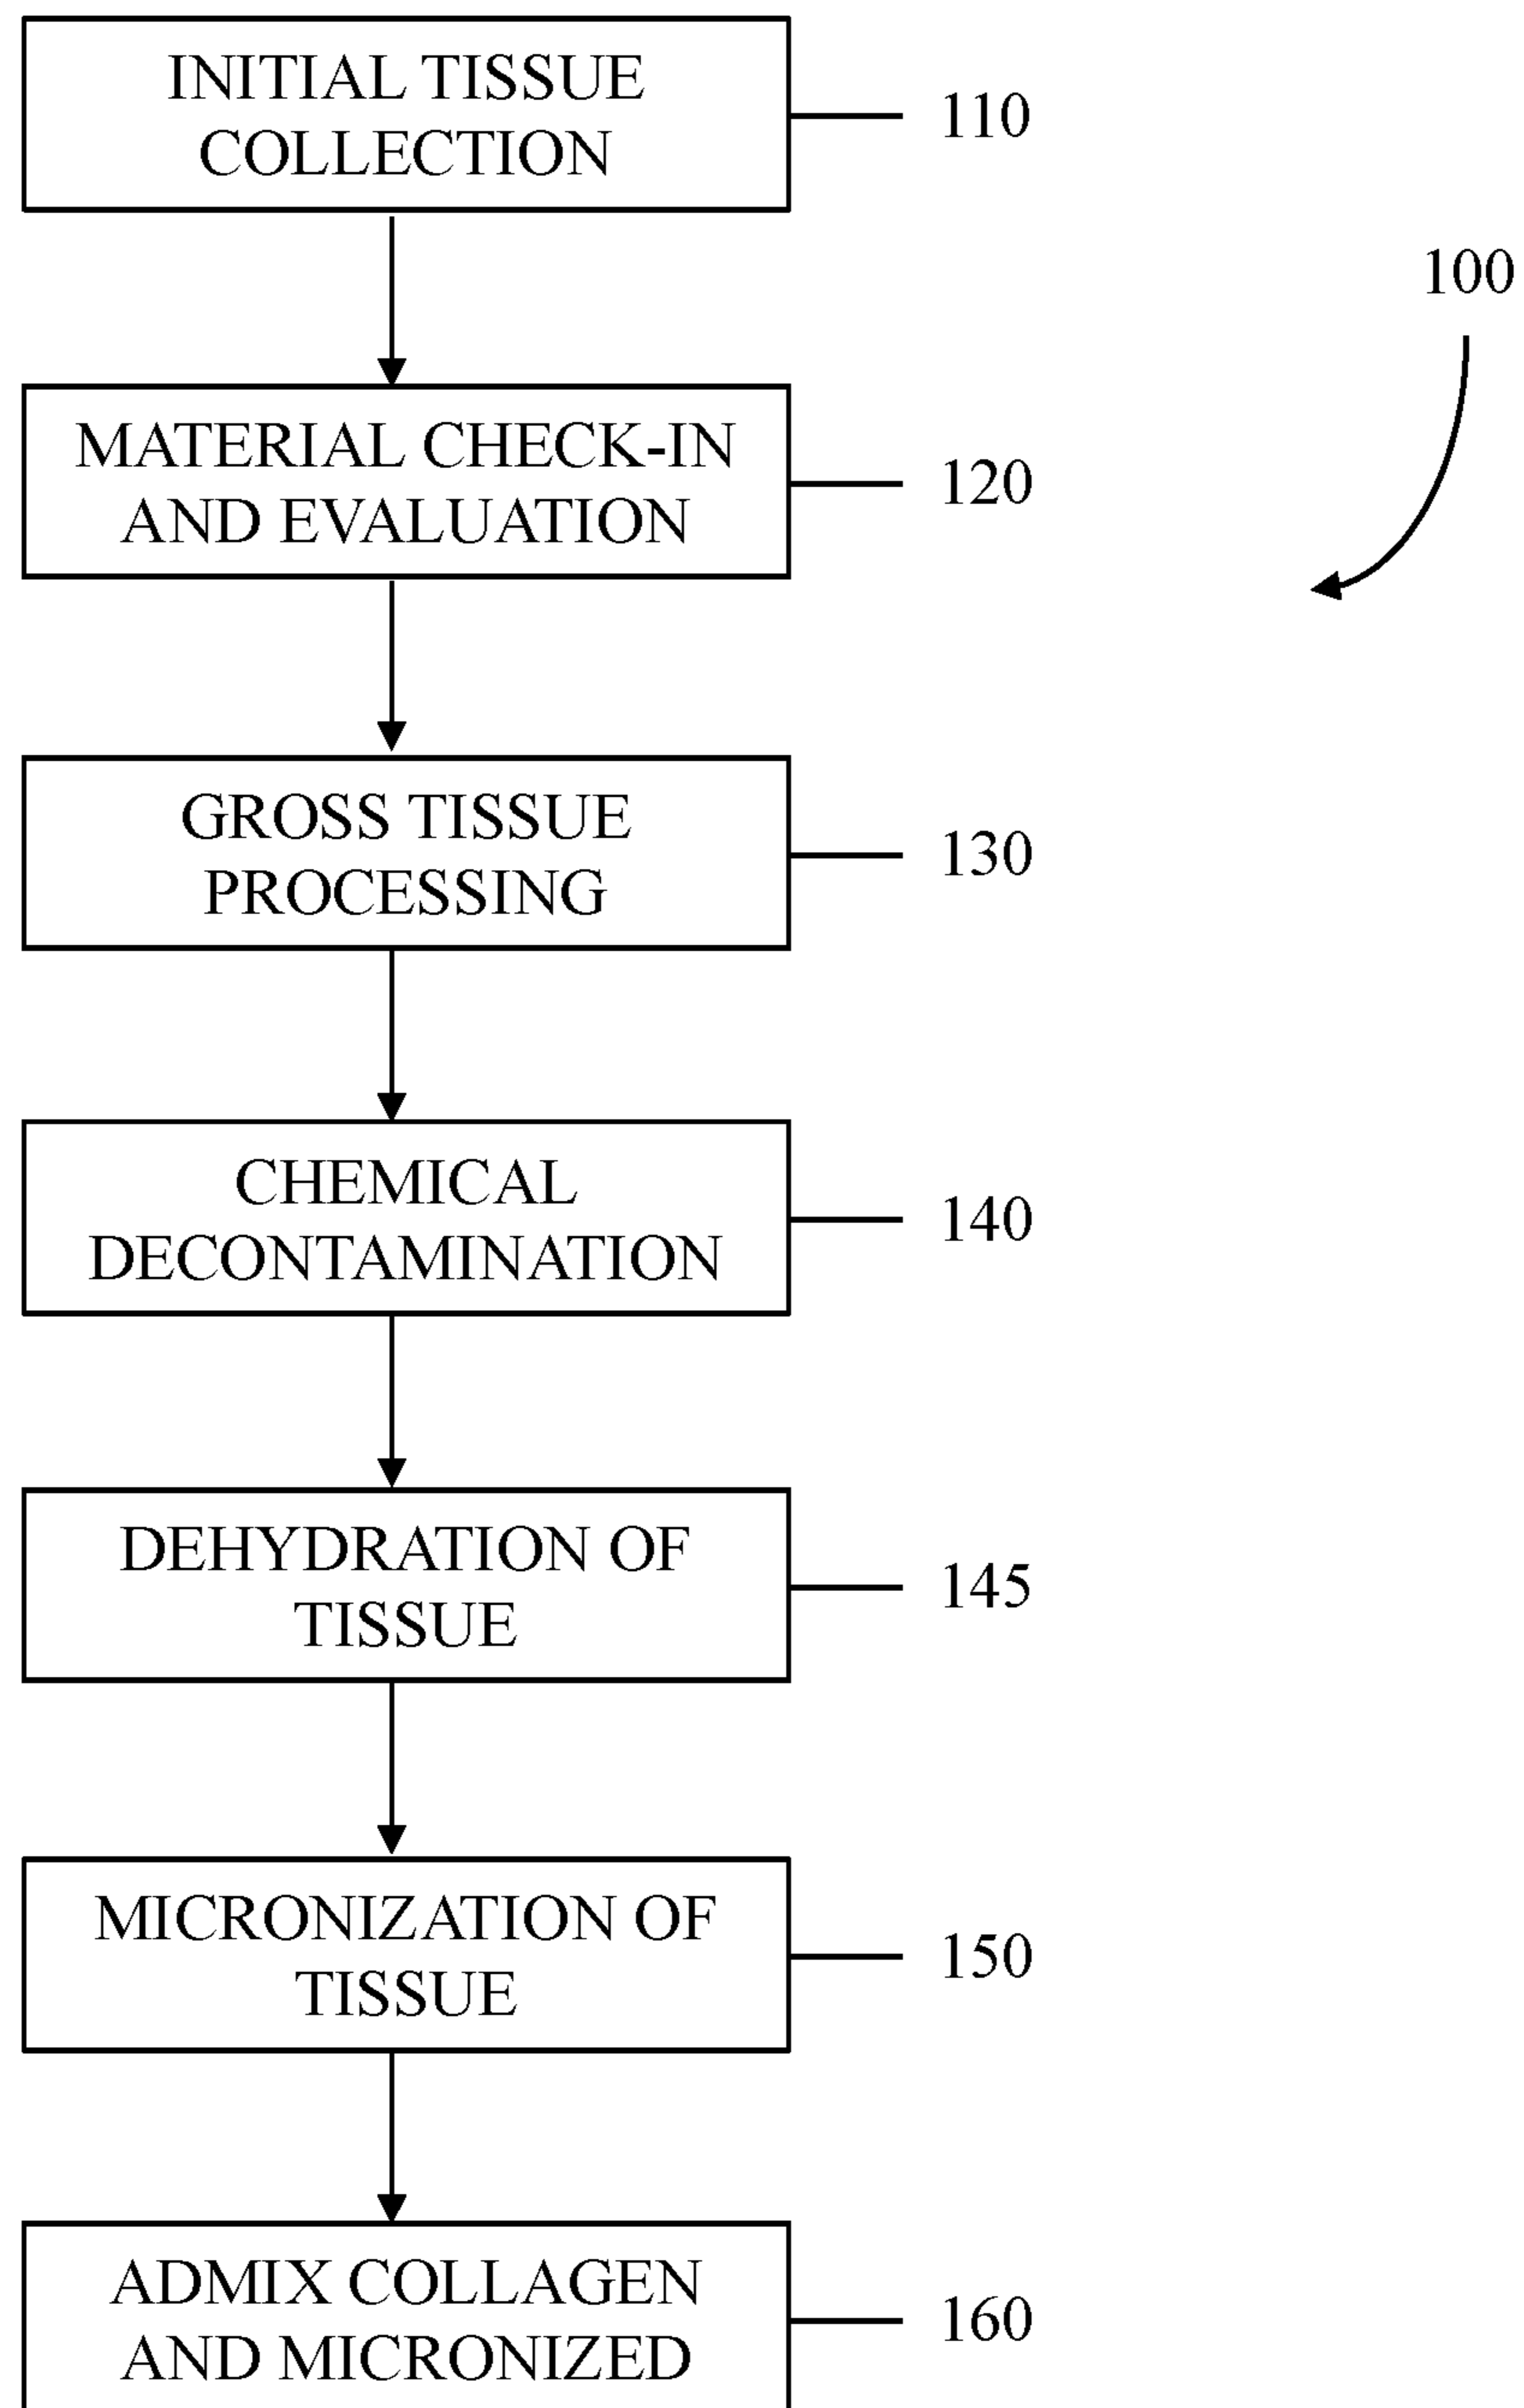 INITIAL TISSUE
COLLECTION
110
100
MATERIAL CHECK-IN
AND EVALUATION
120
GROSS TISSUE
PROCESSING
130
CHEMICAL
DECONTAMINATION
140
DEHYDRATION OF
TISSUE
145
MICRONIZATION OF
TISSUE
150
ADMIX COLLAGEN
AND MICRONIZED
160